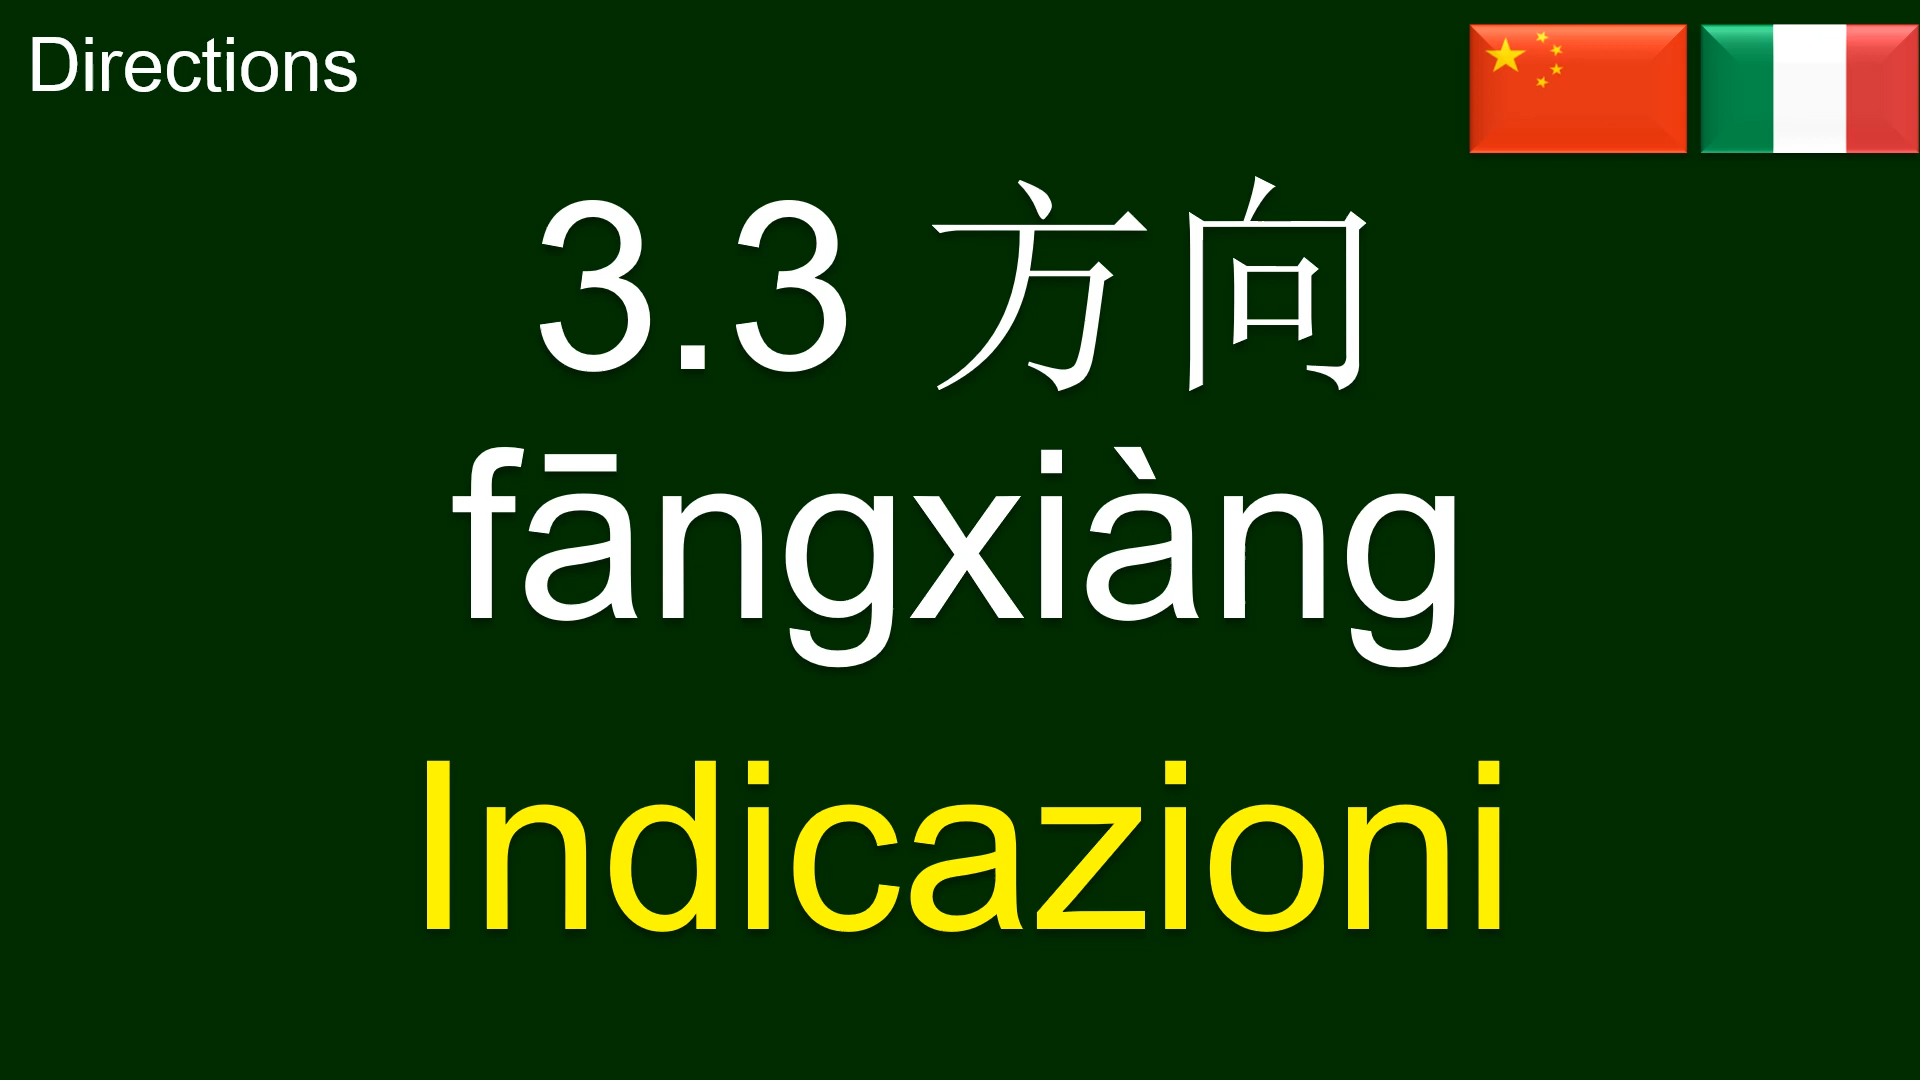 Directions
3.3 方向
fāngxiàng
Indicazioni